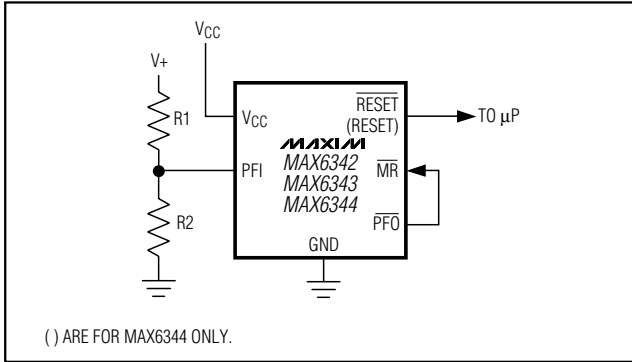 VCC
V+
R1
R2
VCC
PFI
GND
RESET
(RESET)
MAXIM
MAX6342
MAX6343
MAX6344
MR
PFO
TO µP
( ) ARE FOR MAX6344 ONLY.